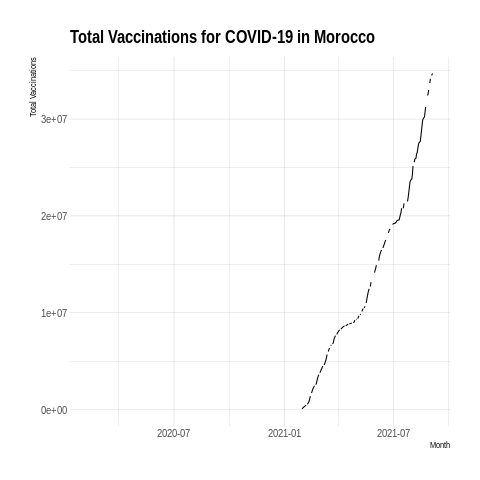 Total Vaccinations for COVID-19 in Morocco
Total Vaccinations
3e+07
2e+07
1e+07
0e+00
2020-07
2021-01
2021-07
Month